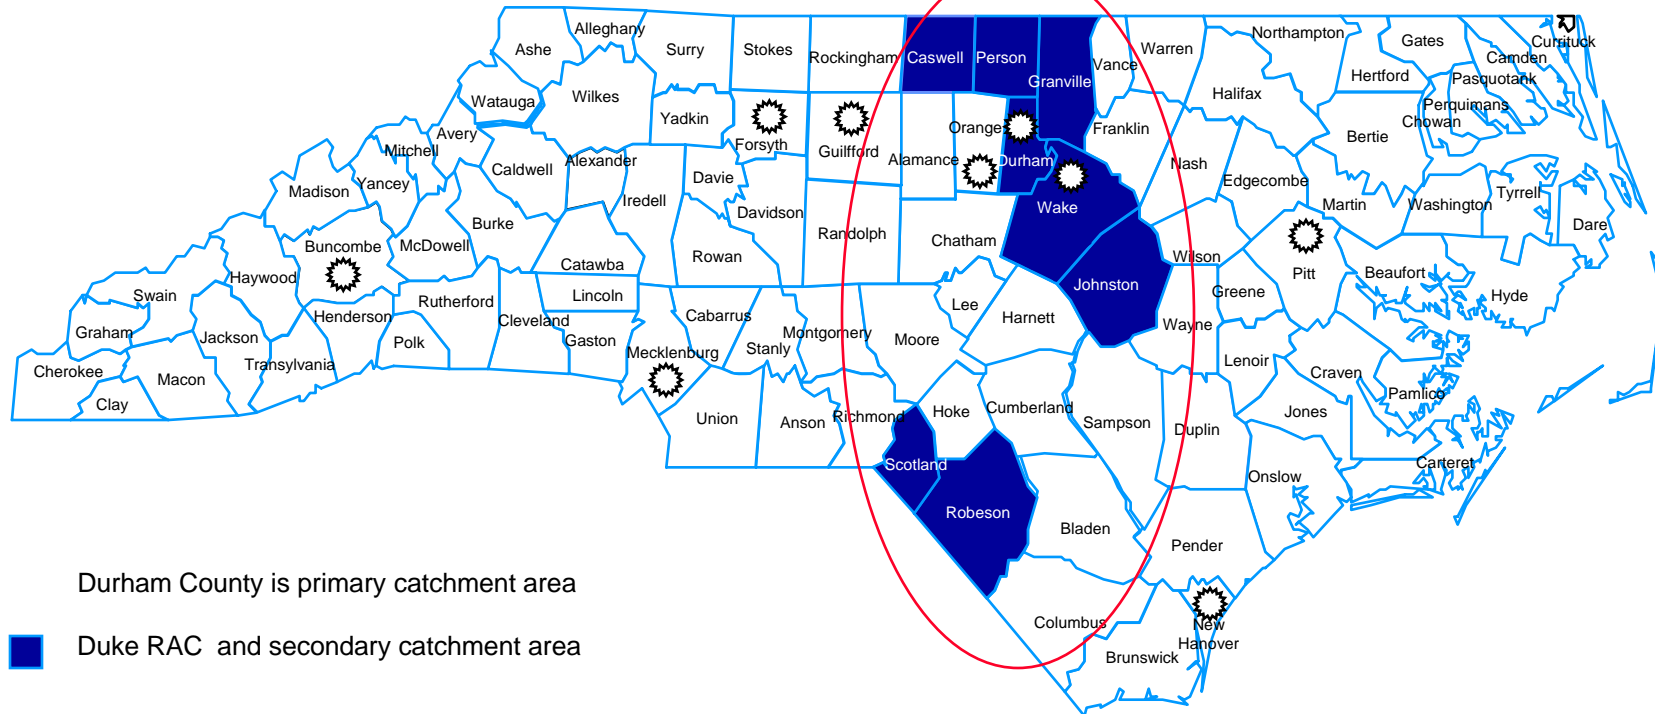 Alleghany
Ashe
Surry
Stokes
Rockingham
Caswell
Person
Granville
Vance
Warren
Northampton
Gates
Currituck
Camden
Hertford
Pasquotank
Watauga
Wilkes
Yadkin
Forsyth
Guilfford
Alamance
Orange
Durham
Franklin
Halifax
Bertie
Perquimans
Chowan
Avery
Mitchell
Caldwell
Alexander
Davie
Nash
Edgecombe
Madison
Yancey
Iredell
Davidson
Wake
Martin
Washington
Tyrrell
Dare
Buncombe
McDowell
Burke
Catawba
Rowan
Randolph
Chatham
Wilson
Pitt
Beaufort
Hyde
Haywood
Swain
Rutherford
Lincoln
Johnston
Greene
Graham
Jackson
Henderson
Polk
Cleveland
Gaston
Cabarrus
Stanly
Montgomery
Moore
Lee
Harnett
Wayne
Lenoir
Craven
Pamlico
Cherokee
Macon
Transylvania
Mecklenburg
Clay
Union
Anson
Richmond
Hoke
Cumberland
Sampson
Duplin
Jones
Carteret
Scotland
Onslow
Robeson
Bladen
Pender
Durham County is primary catchment area
Columbus
New
Hanover
Duke RAC and secondary catchment area
Brunswick